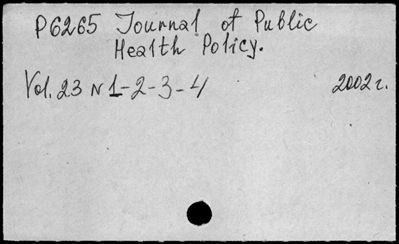 P6265 Journal of Public
Health Policy.
Vol. 23 N 1-2-3-4 2002г.